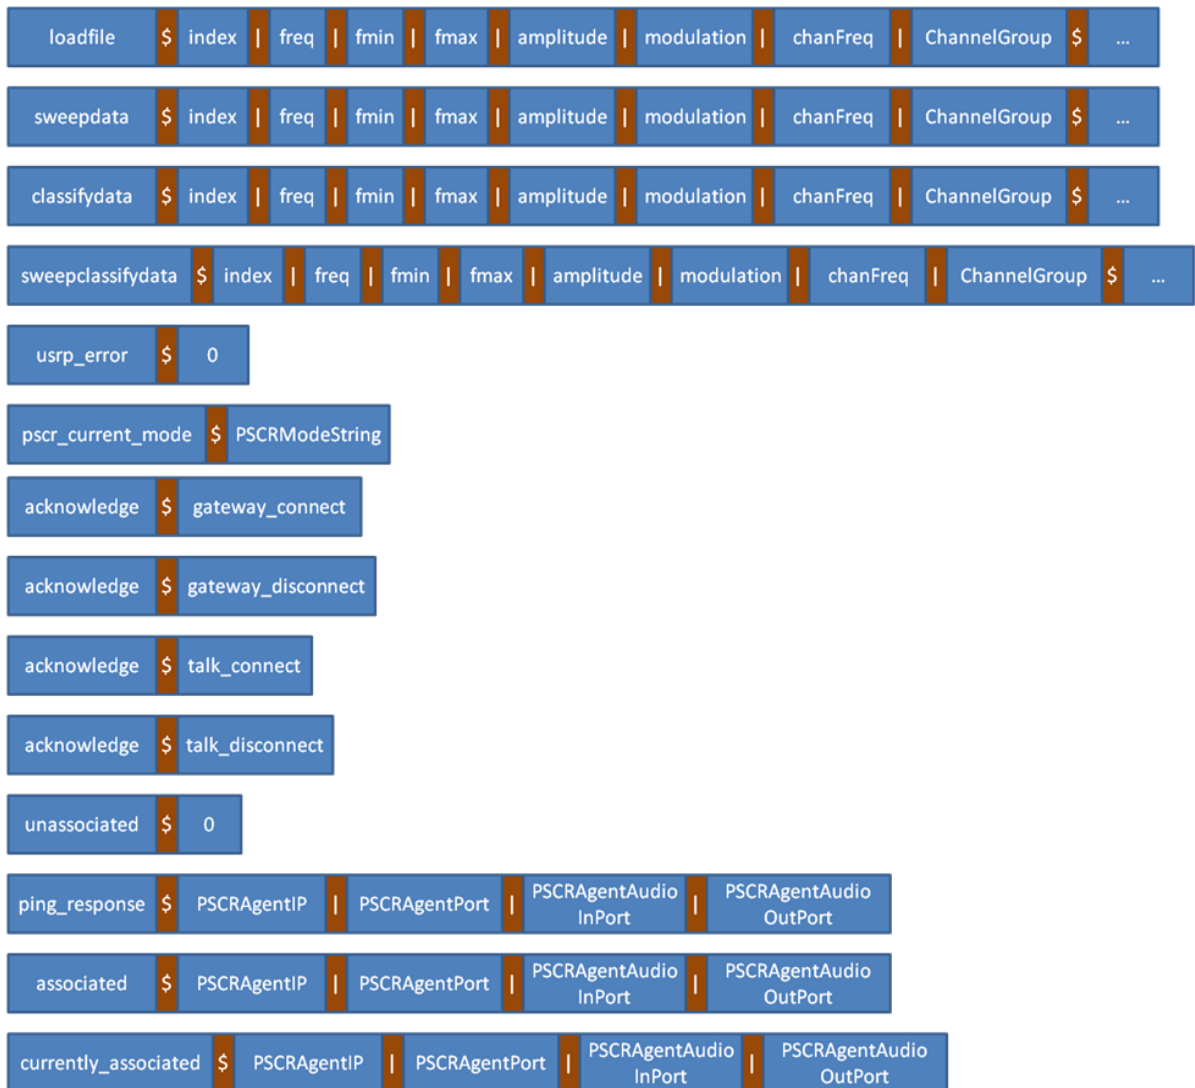 loadfile $ index | freq | fmin | fmax | amplitude | modulation | chanFreq | ChannelGroup $ ...
sweepdata $ index | freq | fmin | fmax | amplitude | modulation | chanFreq | ChannelGroup $ ...
classifydata $ index | freq | fmin | fmax | amplitude | modulation | chanFreq | ChannelGroup $ ...
sweepclassifydata $ index | freq | fmin | fmax | amplitude | modulation | chanFreq | ChannelGroup $ ...
usrp_error $ 0
pscr_current_mode $ PSCRModeString
acknowledge $ gateway_connect
acknowledge $ gateway_disconnect
acknowledge $ talk_connect
acknowledge $ talk_disconnect
unassociated $ 0
ping_response $ PSCRAgentIP | PSCRAgentPort | PSCRAgentAudio InPort | PSCRAgentAudio OutPort
associated $ PSCRAgentIP | PSCRAgentPort | PSCRAgentAudio InPort | PSCRAgentAudio OutPort
currently_associated $ PSCRAgentIP | PSCRAgentPort | PSCRAgentAudio InPort | PSCRAgentAudio OutPort